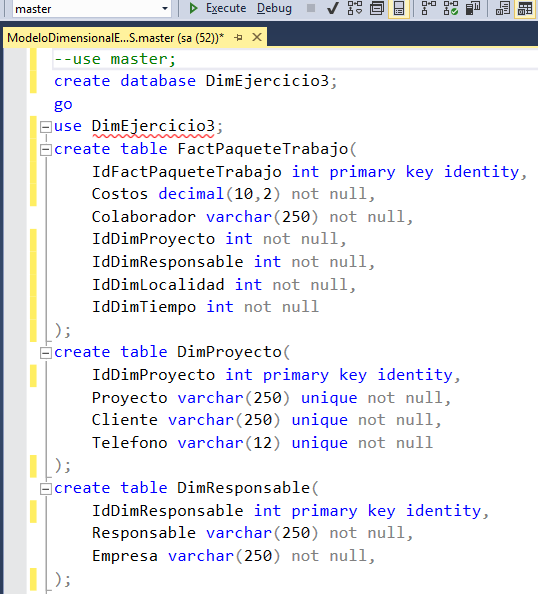 master
Execute Debug
ModeloDimensionalE...S.master (sa (52))*
--use master;
create database DimEjercicio3;
go
use DimEjercicio3;
create table FactPaqueteTrabajo(
IdFactPaqueteTrabajo int primary key identity,
Costos decimal(10,2) not null,
Colaborador varchar(250) not null,
IdDimProyecto int not null,
IdDimResponsable int not null,
IdDimLocalidad int not null,
IdDimTiempo int not null
);
create table DimProyecto(
IdDimProyecto int primary key identity,
Proyecto varchar(250) unique not null,
Cliente varchar(250) unique not null,
Telefono varchar(12) unique not null
);
create table DimResponsable(
IdDimResponsable int primary key identity,
Responsable varchar(250) not null,
Empresa varchar(250) not null,
);